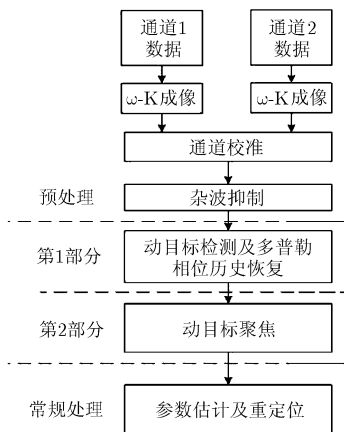 通道1
数据
通道2
数据
ω-K成像
ω-K成像
通道校准
预处理
杂波抑制
第1部分
动目标检测及多普勒
相位历史恢复
第2部分
动目标聚焦
常规处理
参数估计及重定位